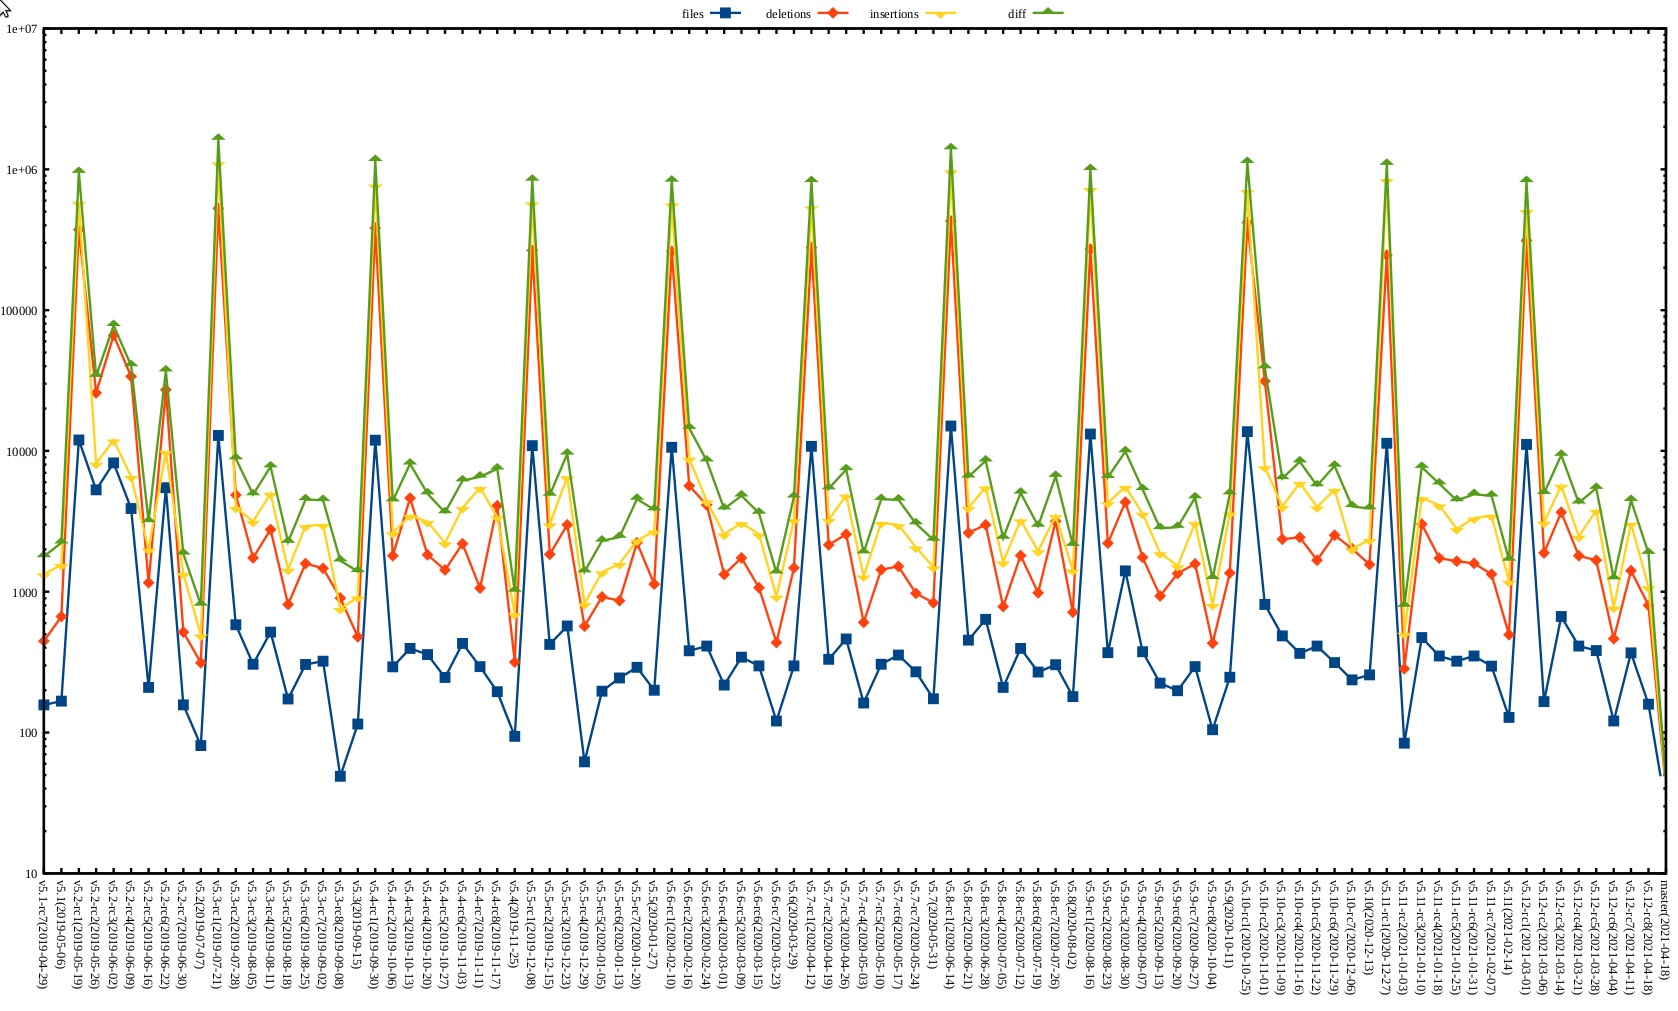 files deletions insertions diff
1e+07
1e+06
100000
10000
1000
100
10
v5.1-rc7(2019-04-29)
v5.1(2019-05-06)
v5.2-rc1(2019-05-19)
v5.2-rc2(2019-05-26)
v5.2-rc3(2019-06-02)
v5.2-rc4(2019-06-09)
v5.2-rc5(2019-06-16)
v5.2-rc6(2019-06-22)
v5.2-rc7(2019-06-30)
v5.2(2019-07-07)
v5.3-rc1(2019-07-21)
v5.3-rc2(2019-07-28)
v5.3-rc3(2019-08-05)
v5.3-rc4(2019-08-11)
v5.3-rc5(2019-08-18)
v5.3-rc6(2019-08-25)
v5.3-rc7(2019-09-02)
v5.3-rc8(2019-09-08)
v5.3(2019-09-15)
v5.4-rc1(2019-09-30)
v5.4-rc2(2019-10-06)
v5.4-rc3(2019-10-13)
v5.4-rc4(2019-10-20)
v5.4-rc5(2019-10-27)
v5.4-rc6(2019-11-03)
v5.4-rc7(2019-11-11)
v5.4-rc8(2019-11-17)
v5.4(2019-11-25)
v5.5-rc1(2019-12-08)
v5.5-rc2(2019-12-15)
v5.5-rc3(2019-12-23)
v5.5-rc4(2019-12-29)
v5.5-rc5(2020-01-05)
v5.5-rc6(2020-01-13)
v5.5-rc7(2020-01-20)
v5.5(2020-01-27)
v5.6-rc1(2020-02-10)
v5.6-rc2(2020-02-16)
v5.6-rc3(2020-02-24)
v5.6-rc4(2020-03-01)
v5.6-rc5(2020-03-09)
v5.6-rc6(2020-03-15)
v5.6-rc7(2020-03-23)
v5.6(2020-03-29)
v5.7-rc1(2020-04-12)
v5.7-rc2(2020-04-19)
v5.7-rc3(2020-04-26)
v5.7-rc4(2020-05-03)
v5.7-rc5(2020-05-10)
v5.7-rc6(2020-05-17)
v5.7-rc7(2020-05-24)
v5.7(2020-05-31)
v5.8-rc1(2020-06-14)
v5.8-rc2(2020-06-21)
v5.8-rc3(2020-06-28)
v5.8-rc4(2020-07-05)
v5.8-rc5(2020-07-12)
v5.8-rc6(2020-07-19)
v5.8-rc7(2020-07-26)
v5.8(2020-08-02)
v5.9-rc1(2020-08-16)
v5.9-rc2(2020-08-23)
v5.9-rc3(2020-08-30)
v5.9-rc4(2020-09-07)
v5.9-rc5(2020-09-13)
v5.9-rc6(2020-09-20)
v5.9-rc7(2020-09-27)
v5.9-rc8(2020-10-04)
v5.9(2020-10-11)
v5.10-rc1(2020-10-25)
v5.10-rc2(2020-11-01)
v5.10-rc3(2020-11-09)
v5.10-rc4(2020-11-16)
v5.10-rc5(2020-11-22)
v5.10-rc6(2020-11-29)
v5.10-rc7(2020-12-06)
v5.10(2020-12-13)
v5.11-rc1(2020-12-27)
v5.11-rc2(2021-01-03)
v5.11-rc3(2021-01-10)
v5.11-rc4(2021-01-18)
v5.11-rc5(2021-01-25)
v5.11-rc6(2021-01-31)
v5.11-rc7(2021-02-07)
v5.11(2021-02-14)
v5.12-rc1(2021-03-01)
v5.12-rc2(2021-03-06)
v5.12-rc3(2021-03-14)
v5.12-rc4(2021-03-21)
v5.12-rc5(2021-03-28)
v5.12-rc6(2021-04-04)
v5.12-rc7(2021-04-11)
v5.12-rc8(2021-04-18)
master(2021-04-18)